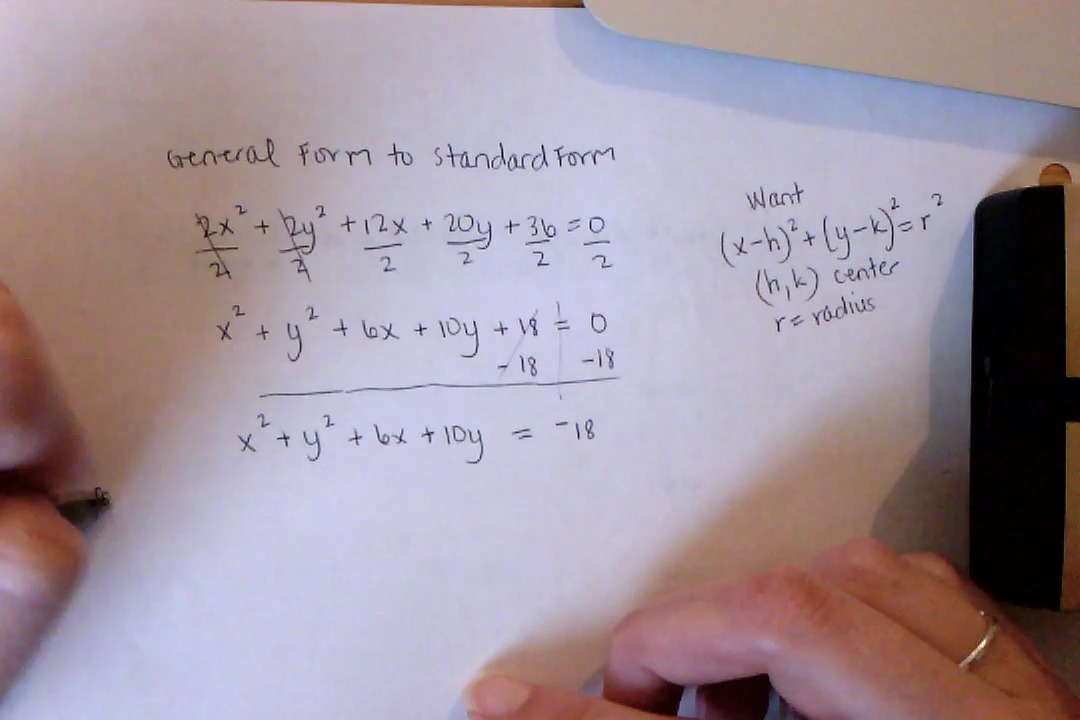 General Form to Standard Form
2x² + 2y² + 12x + 20y + 36 = 0
2 2 2 2 2 2
x² + y² + 6x + 10y + 18 = 0
-18 -18
x² + y² + 6x + 10y = -18
Want
(x-h)² + (y-k)² = r²
(h,k) center
r = radius